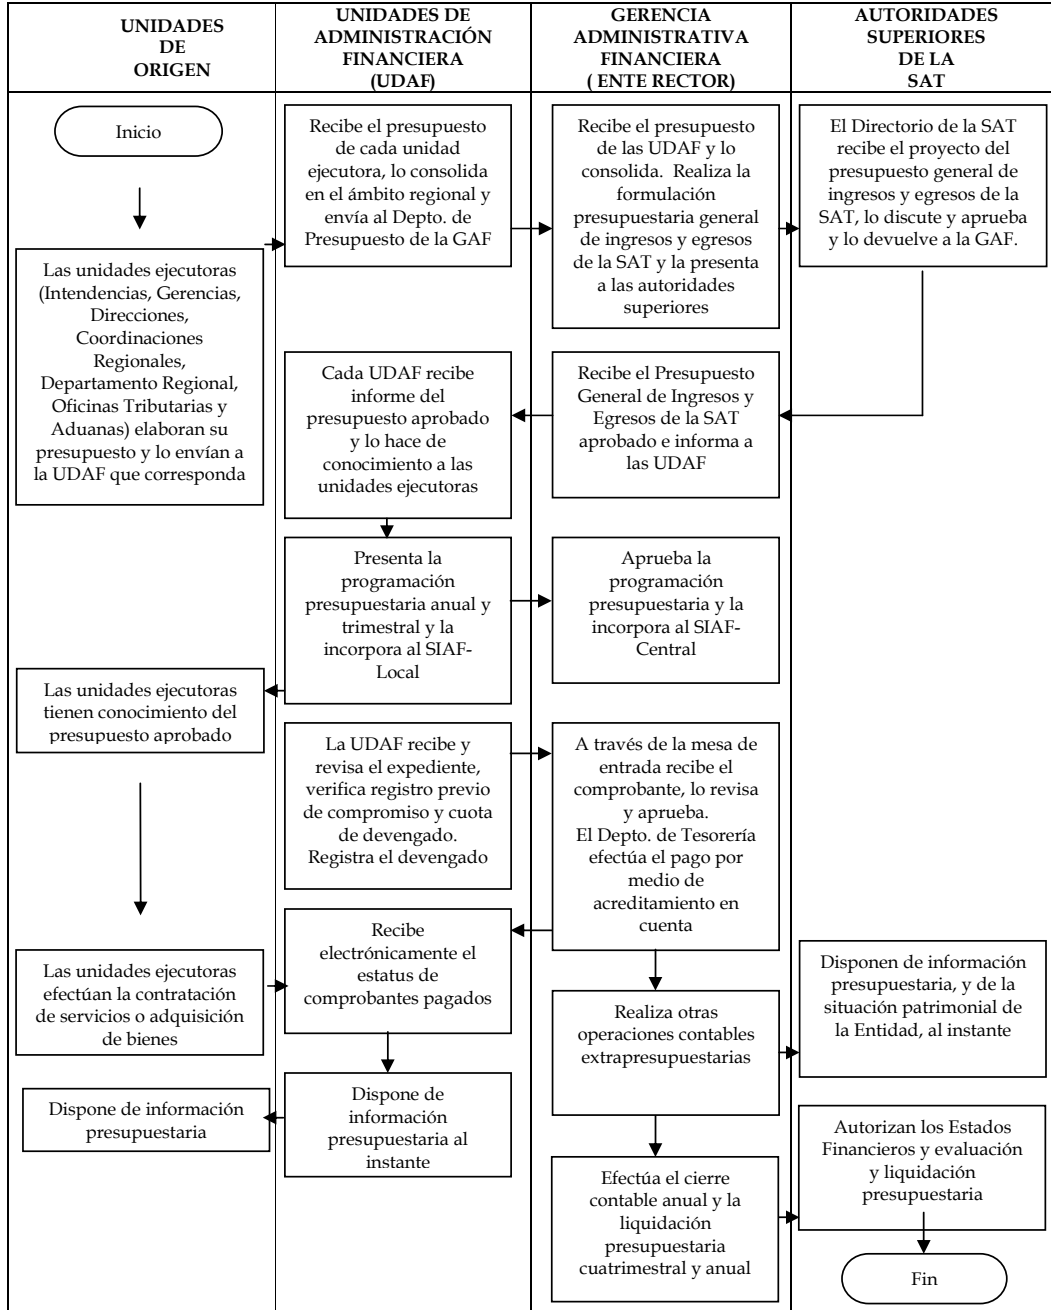 UNIDADES
DE
ORIGEN
UNIDADES DE
ADMINISTRACIÓN
FINANCIERA
(UDAF)
GERENCIA
ADMINISTRATIVA
FINANCIERA
( ENTE RECTOR)
AUTORIDADES
SUPERIORES
DE LA
SAT
Inicio
Recibe el presupuesto
de cada unidad
ejecutora, lo consolida
en el ámbito regional y
envía al Depto. de
Presupuesto de la GAF
Recibe el presupuesto
de las UDAF y lo
consolida.  Realiza la
formulación
presupuestaria general
de ingresos y egresos
de la SAT y la presenta
a las autoridades
superiores
El Directorio de la SAT
recibe el proyecto del
presupuesto general de
ingresos y egresos de la
SAT, lo discute y aprueba
y lo devuelve a la GAF.
Las unidades ejecutoras
(Intendencias, Gerencias,
Direcciones,
Coordinaciones
Regionales,
Departamento Regional,
Oficinas Tributarias y
Aduanas) elaboran su
presupuesto y lo envían a
la UDAF que corresponda
Cada UDAF recibe
informe del
presupuesto aprobado
y lo hace de
conocimiento a las
unidades ejecutoras
Recibe el Presupuesto
General de Ingresos y
Egresos de la SAT
aprobado e informa a
las UDAF
Presenta la
programación
presupuestaria anual y
trimestral y la
incorpora al SIAF-
Local
Aprueba la
programación
presupuestaria y la
incorpora al SIAF-
Central
Las unidades ejecutoras
tienen conocimiento del
presupuesto aprobado
La UDAF recibe y
revisa el expediente,
verifica registro previo
de compromiso y cuota
de devengado.
Registra el devengado
A través de la mesa de
entrada recibe el
comprobante, lo revisa
y aprueba.
El Depto. de Tesorería
efectúa el pago por
medio de
acreditamiento en
cuenta
Las unidades ejecutoras
efectúan la contratación
de servicios o adquisición
de bienes
Recibe
electrónicamente el
estatus de
comprobantes pagados
Realiza otras
operaciones contables
extrapresupuestarias
Disponen de información
presupuestaria, y de la
situación patrimonial de
la Entidad, al instante
Dispone de información
presupuestaria
Dispone de
información
presupuestaria al
instante
Efectúa el cierre
contable anual y la
liquidación
presupuestaria
cuatrimestral y anual
Autorizan los Estados
Financieros y evaluación
y liquidación
presupuestaria
Fin